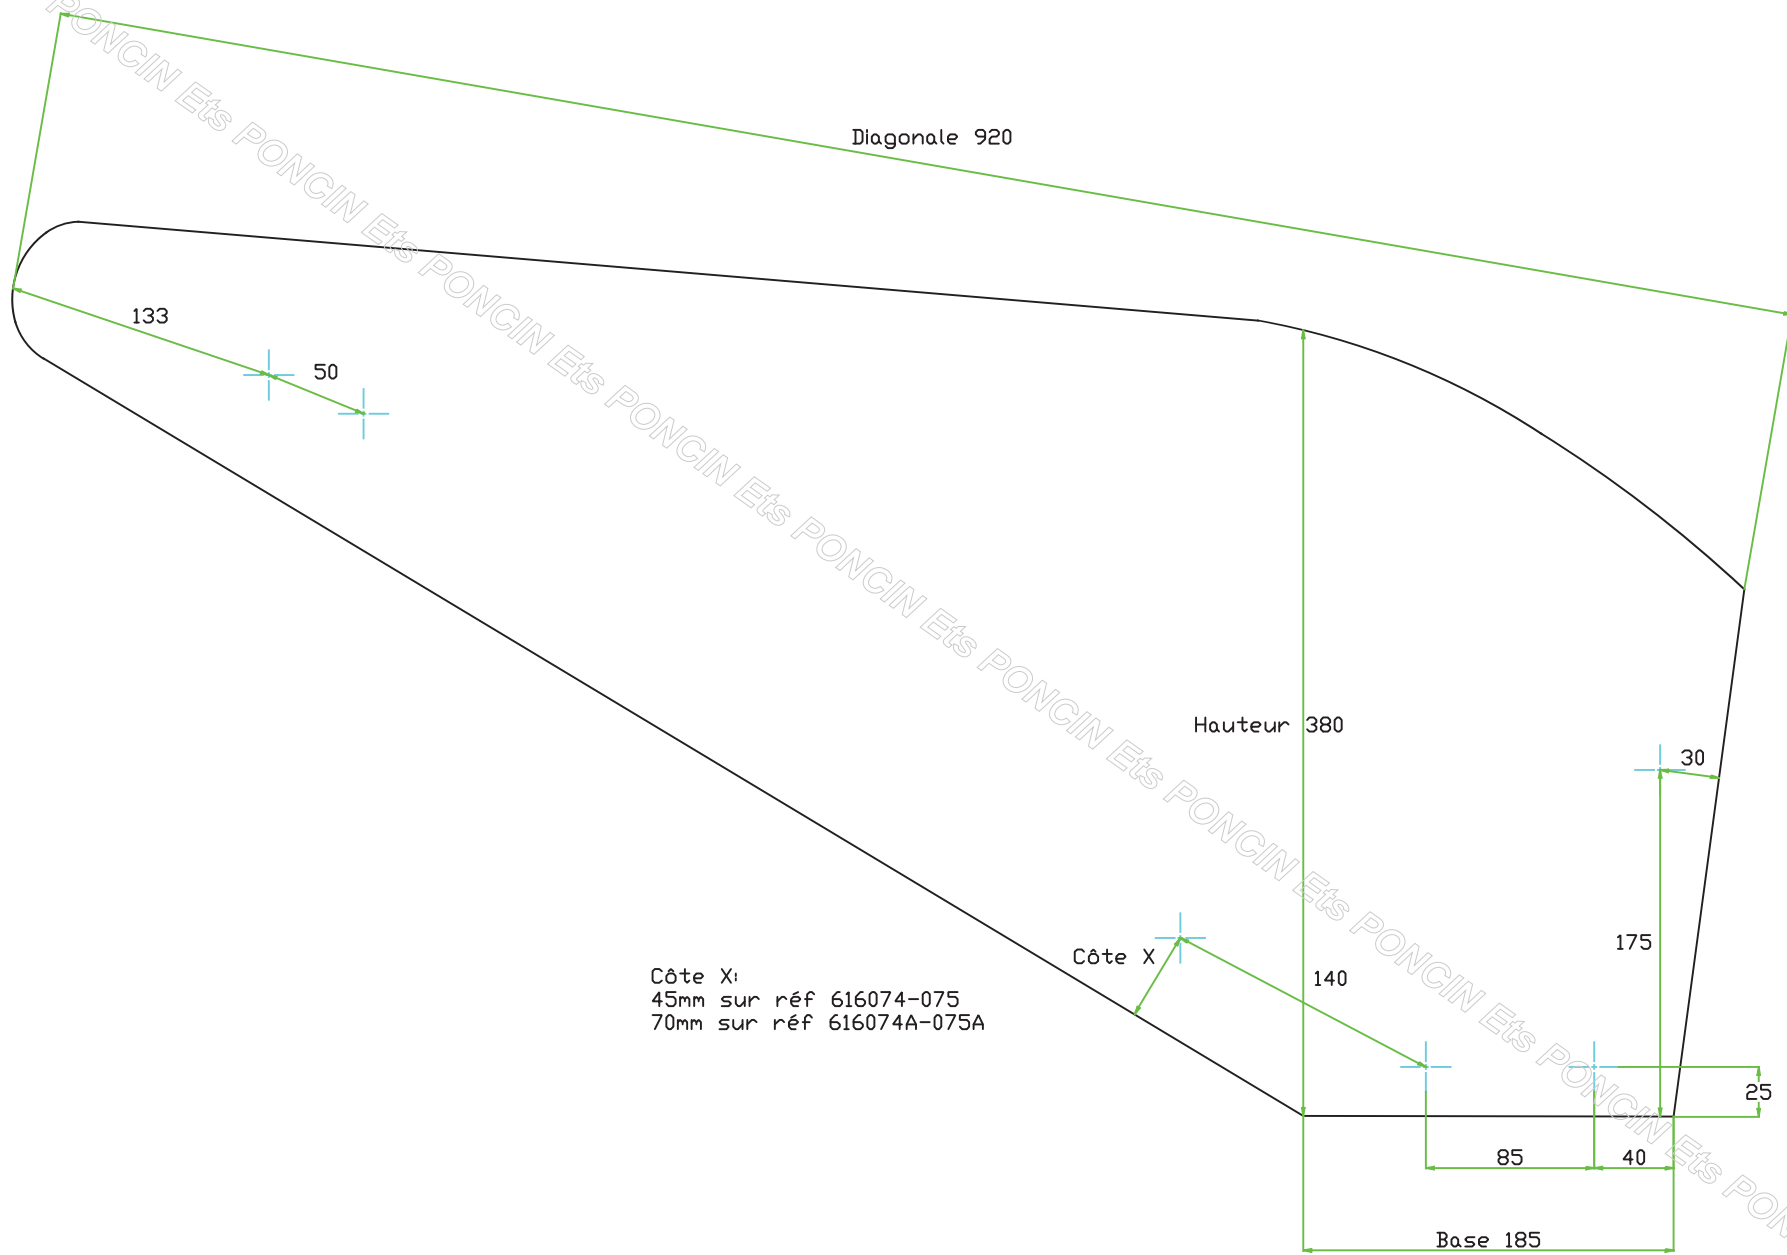 PONCIN Ets PONCIN Ets PONCIN Ets PONCIN Ets PONCIN Ets PONCIN Ets PONCIN Ets PONCIN Ets PONCIN Ets PONCIN
Diagonale 920
133
50
Hauteur 380
30
175
Côte X
140
Côte X:
45mm sur réf 616074-075
70mm sur réf 616074A-075A
25
85
40
Base 185